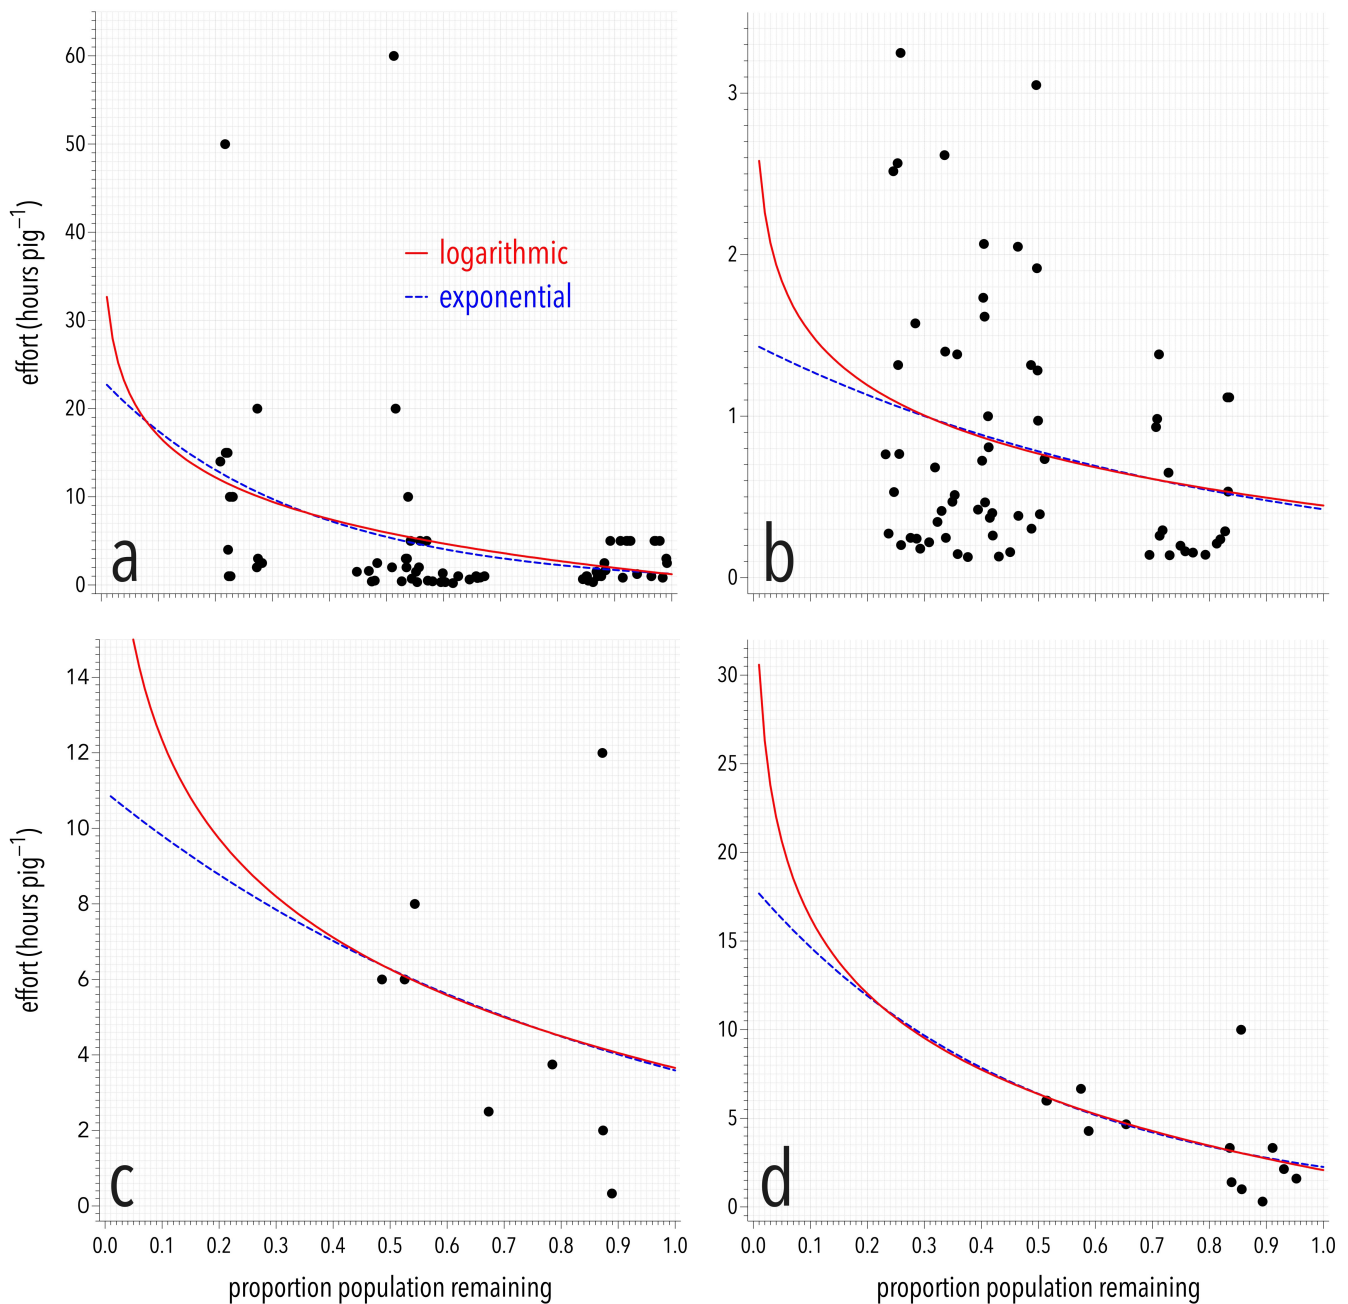 60
50
40
30
20
10
0
effort (hours pig⁻¹)
logarithmic
exponential
a
3
2
1
0
b
14
12
10
8
6
4
2
0
effort (hours pig⁻¹)
c
0.0 0.1 0.2 0.3 0.4 0.5 0.6 0.7 0.8 0.9 1.0
proportion population remaining
30
25
20
15
10
5
0
d
0.0 0.1 0.2 0.3 0.4 0.5 0.6 0.7 0.8 0.9 1.0
proportion population remaining